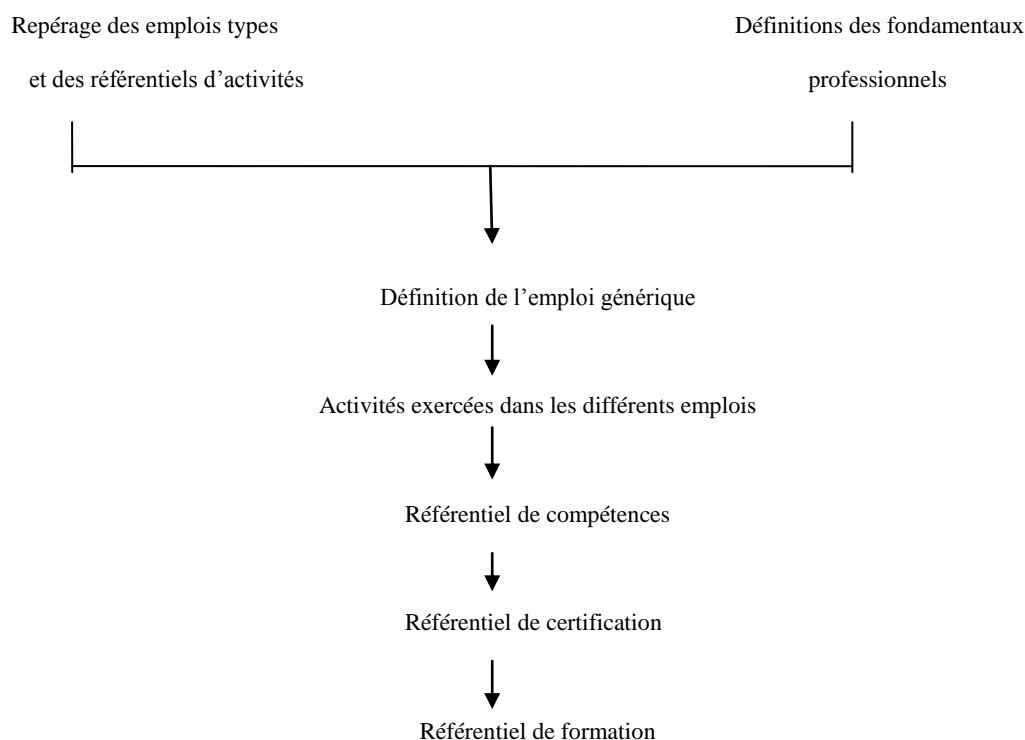 Repérage des emplois types
et des référentiels d’activités
Définitions des fondamentaux
professionnels
Définition de l’emploi générique
Activités exercées dans les différents emplois
Référentiel de compétences
Référentiel de certification
Référentiel de formation